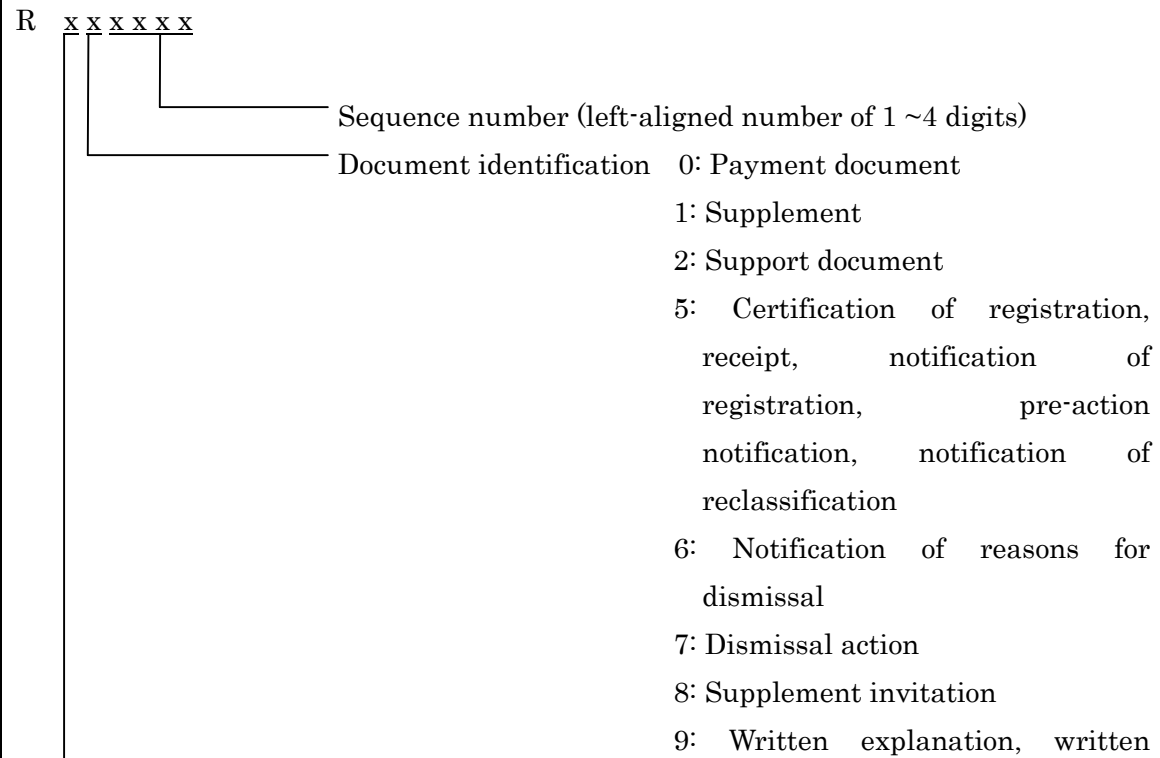 R x x x x x x
Sequence number (left-aligned number of 1 ~4 digits)
Document identification 0: Payment document
1: Supplement
2: Support document
5: Certification of registration,
receipt, notification of
registration, pre-action
notification, notification of
reclassification
6: Notification of reasons for
dismissal
7: Dismissal action
8: Supplement invitation
9: Written explanation, written